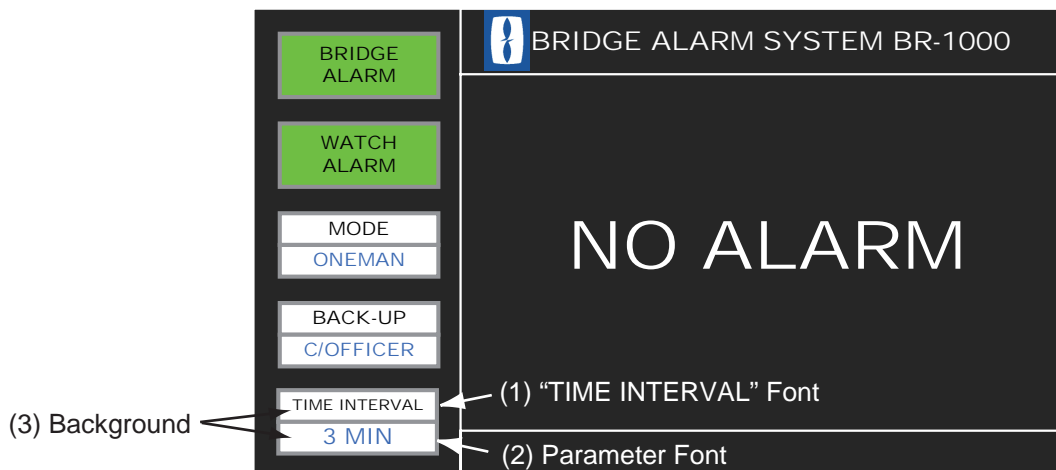 BRIDGE
ALARM
BRIDGE ALARM SYSTEM BR-1000
WATCH
ALARM
MODE
ONEMAN
NO ALARM
BACK-UP
C/OFFICER
TIME INTERVAL
(1) “TIME INTERVAL” Font
(3) Background
3 MIN
(2) Parameter Font